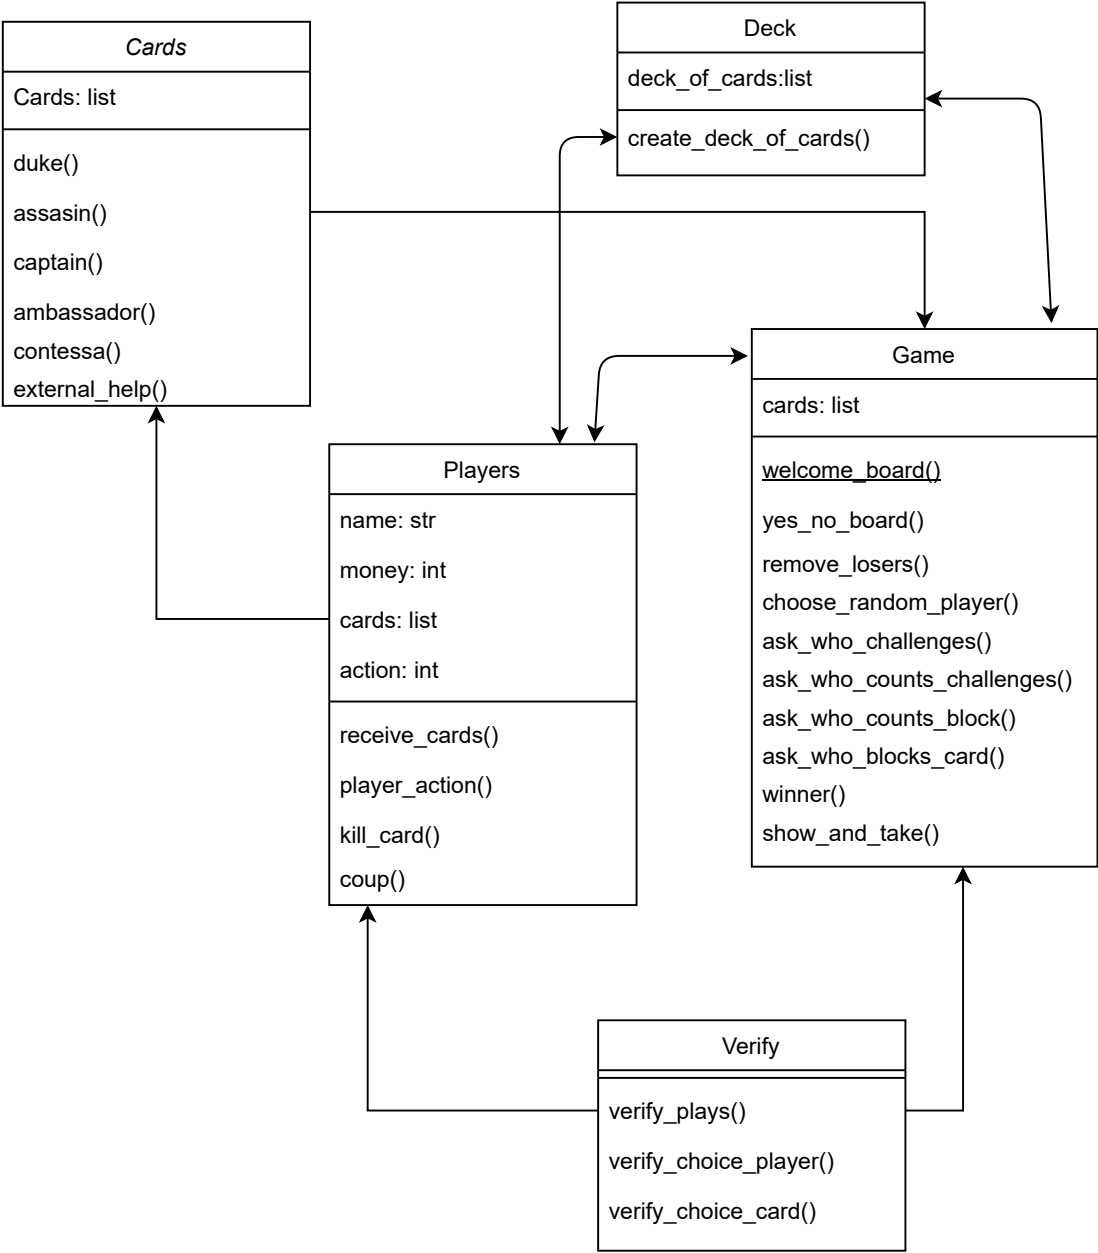 Cards
Cards: list
duke()
assasin()
captain()
ambassador()
contessa()
external_help()
Deck
deck_of_cards:list
create_deck_of_cards()
Players
name: str
money: int
cards: list
action: int
receive_cards()
player_action()
kill_card()
coup()
Game
cards: list
welcome_board()
yes_no_board()
remove_losers()
choose_random_player()
ask_who_challenges()
ask_who_counts_challenges()
ask_who_counts_block()
ask_who_blocks_card()
winner()
show_and_take()
Verify
verify_plays()
verify_choice_player()
verify_choice_card()